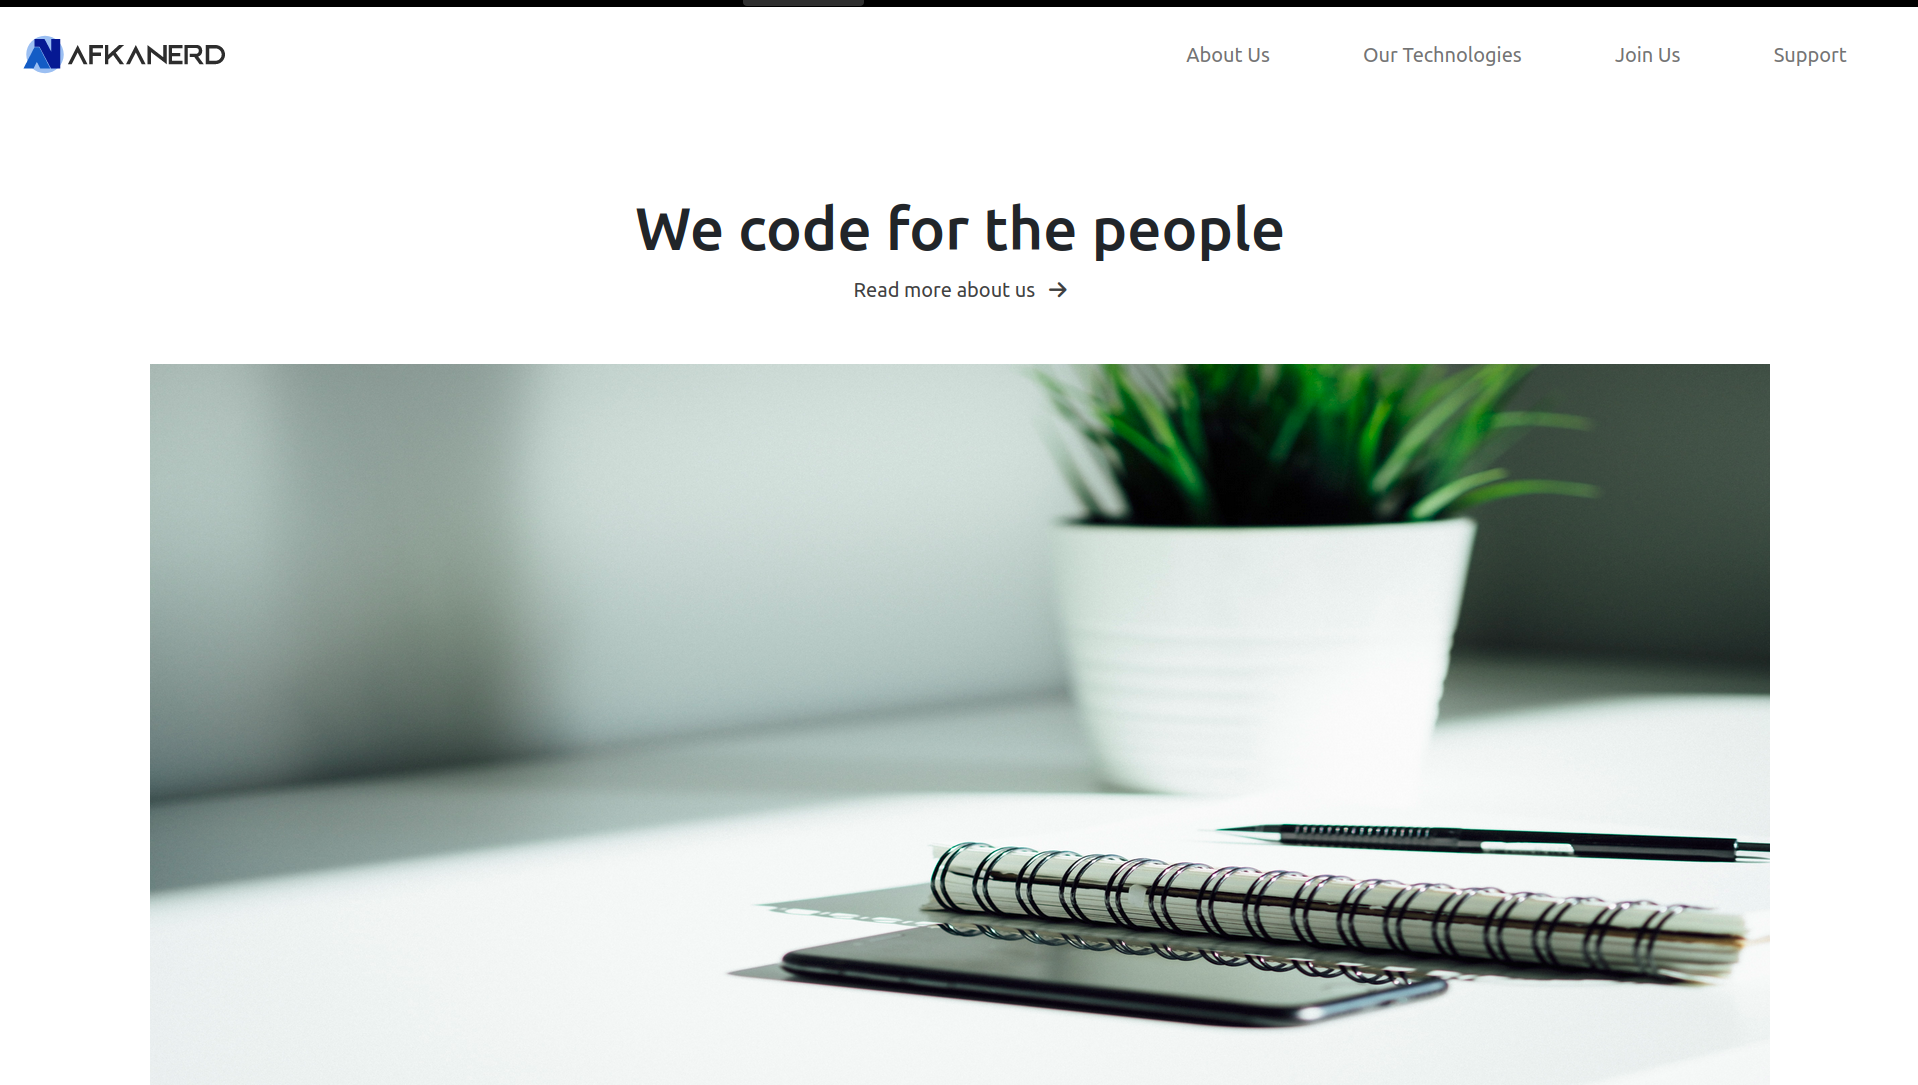 AFKANERD
About Us
Our Technologies
Join Us
Support
We code for the people
Read more about us →